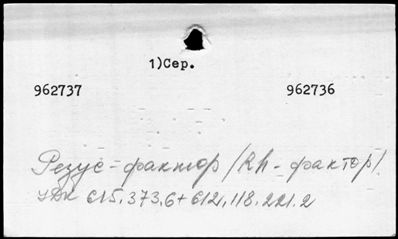 1)Сер.
962737 962736
Резус-фактор /Rh-фактор/.
УДК 615.373.6+612.118.221.2